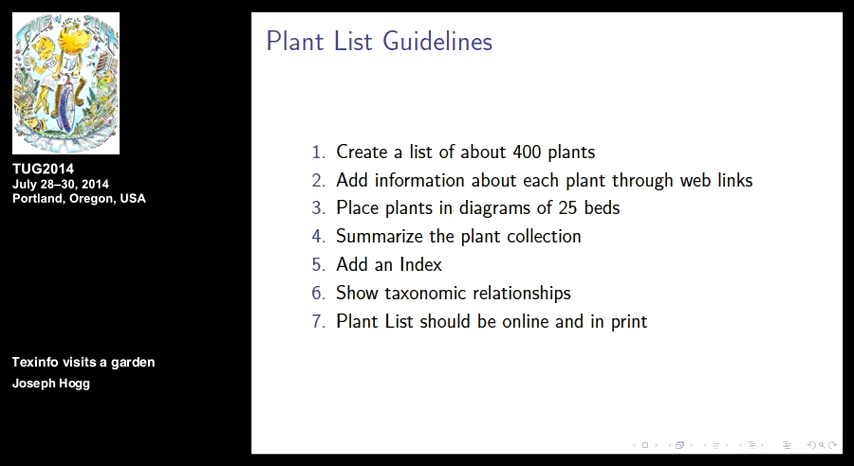 TUG2014
July 28–30, 2014
Portland, Oregon, USA
Texinfo visits a garden
Joseph Hogg
Plant List Guidelines
1. Create a list of about 400 plants
2. Add information about each plant through web links
3. Place plants in diagrams of 25 beds
4. Summarize the plant collection
5. Add an Index
6. Show taxonomic relationships
7. Plant List should be online and in print